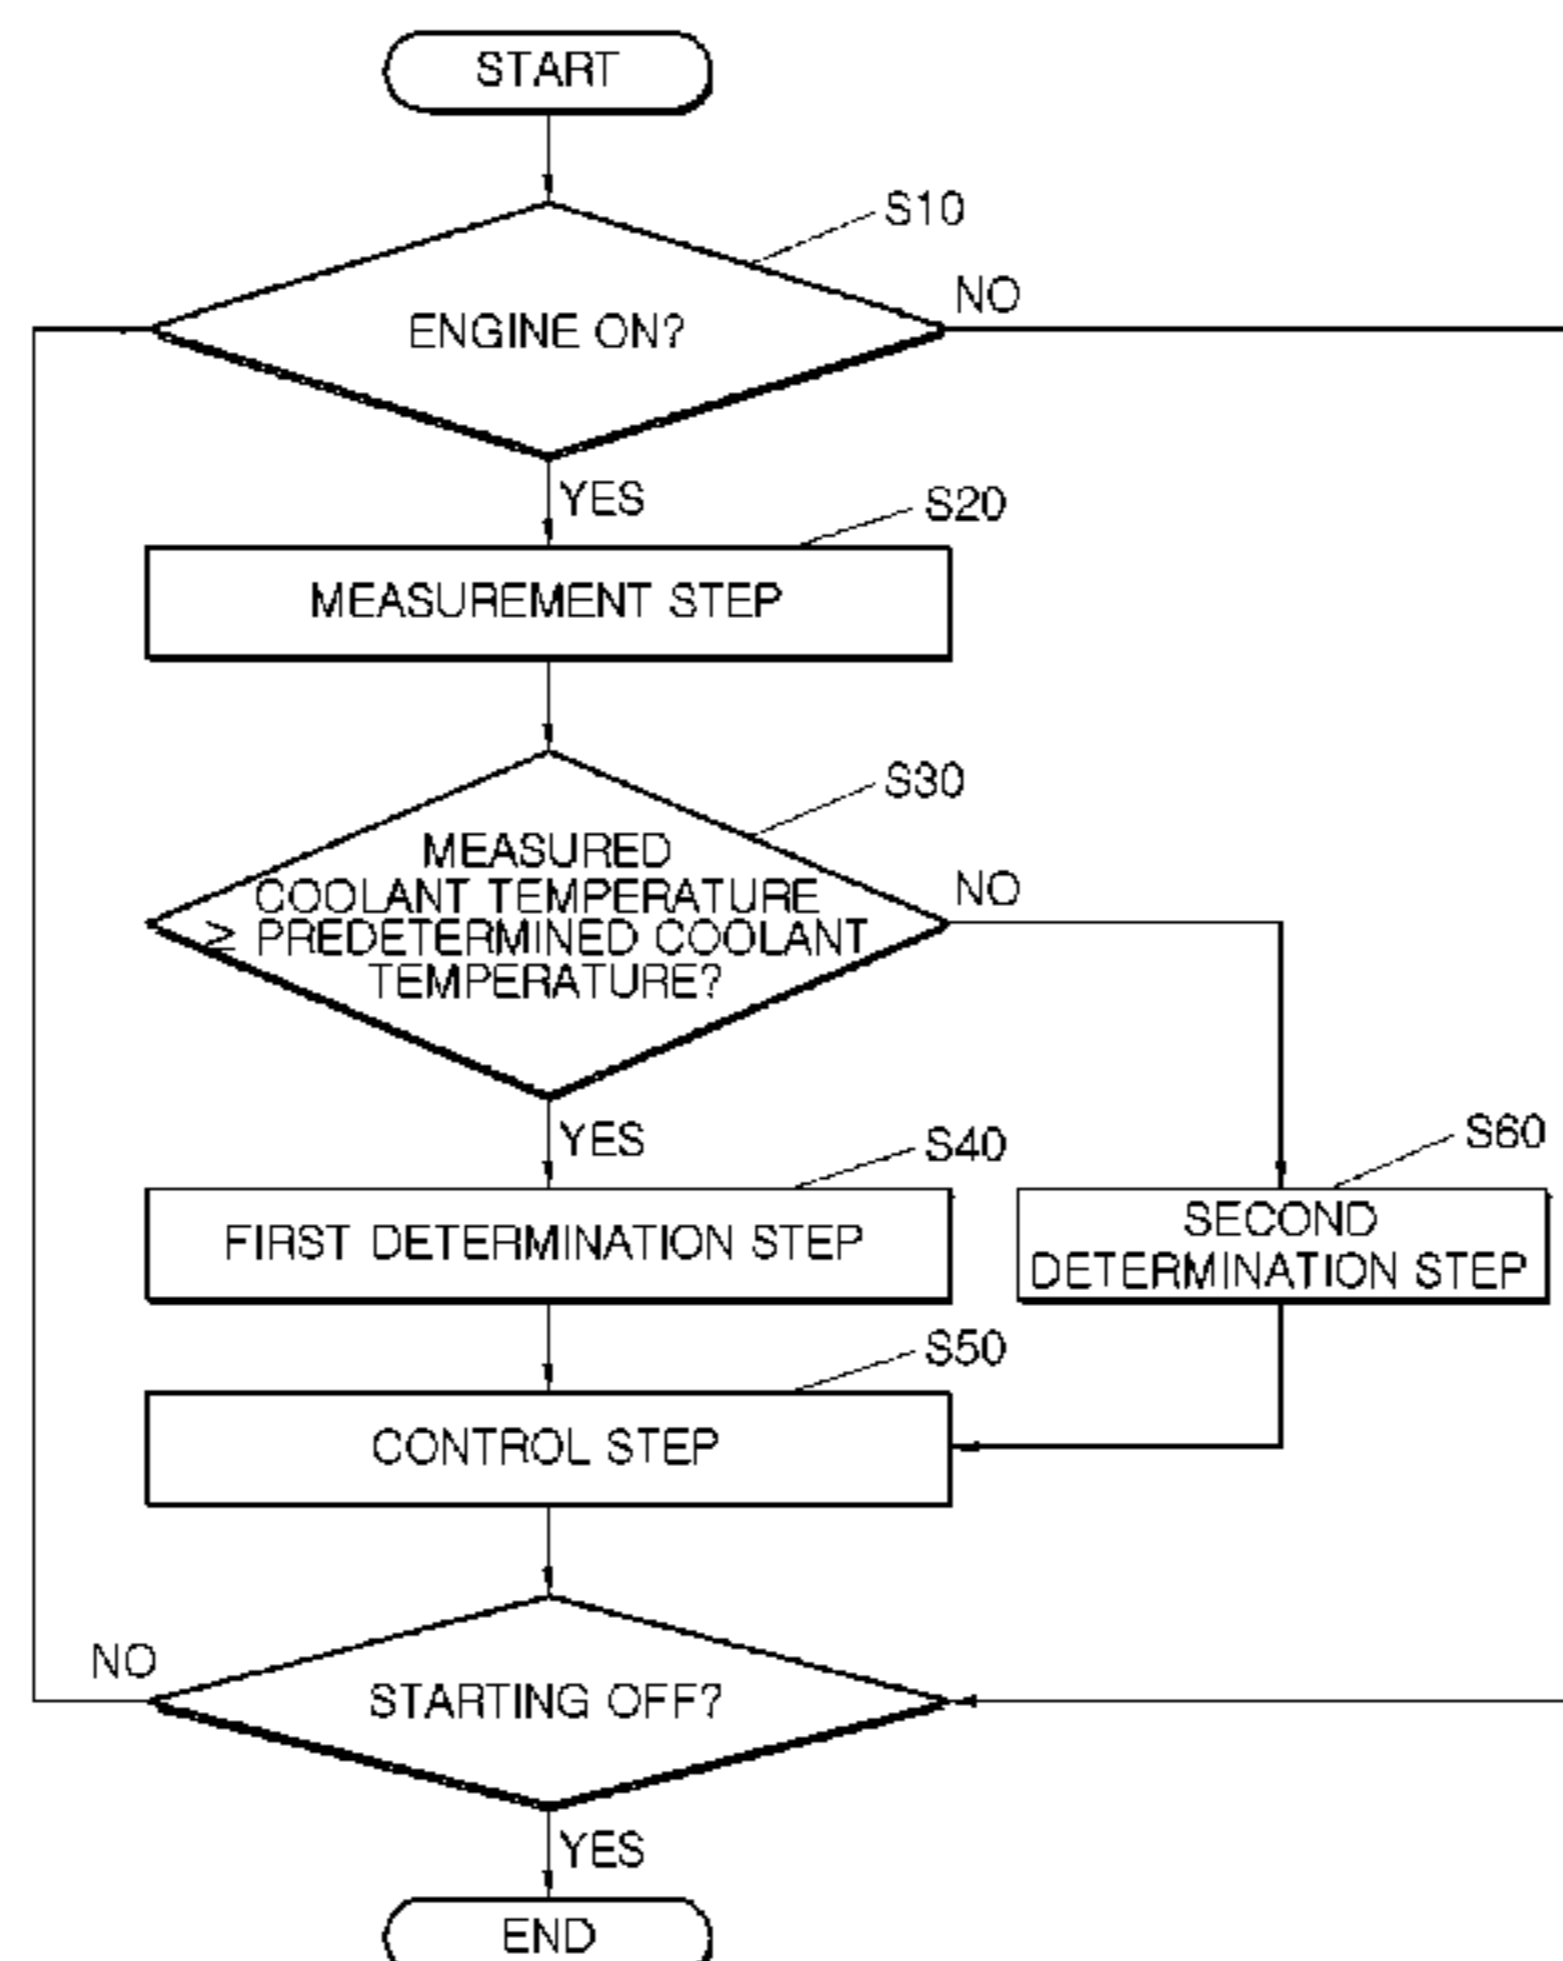 START
S10
NO
ENGINE ON?
YES
S20
MEASUREMENT STEP
S30
MEASURED
COOLANT TEMPERATURE
≥ PREDETERMINED COOLANT
TEMPERATURE?
NO
YES
S40
S60
FIRST DETERMINATION STEP
SECOND
DETERMINATION STEP
S50
CONTROL STEP
NO
STARTING OFF?
YES
END